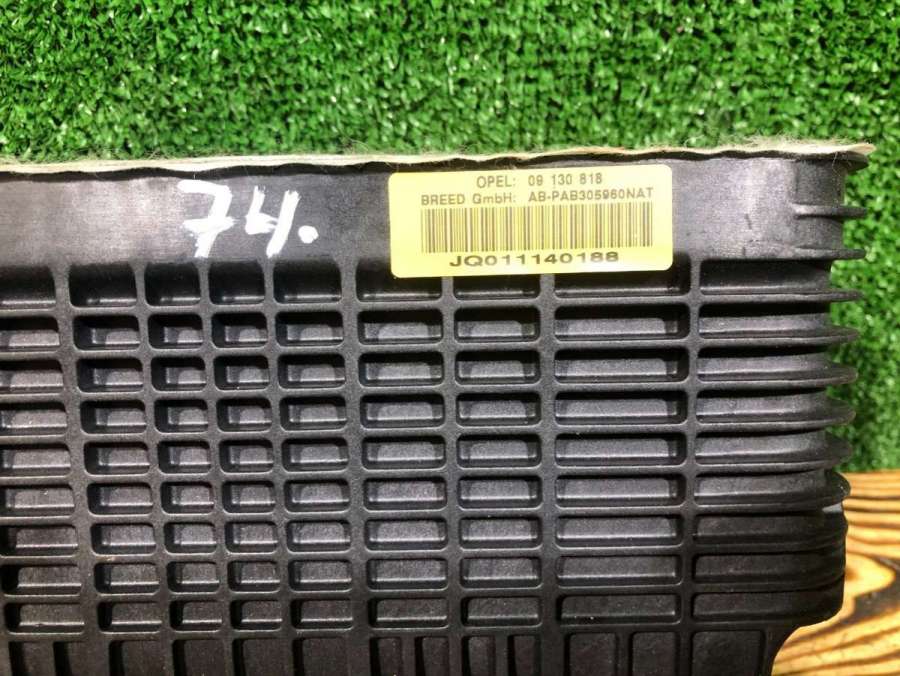 74.
OPEL: 09 130 818
BREED GmbH: AB-PAB305960NAT
JQ011140188